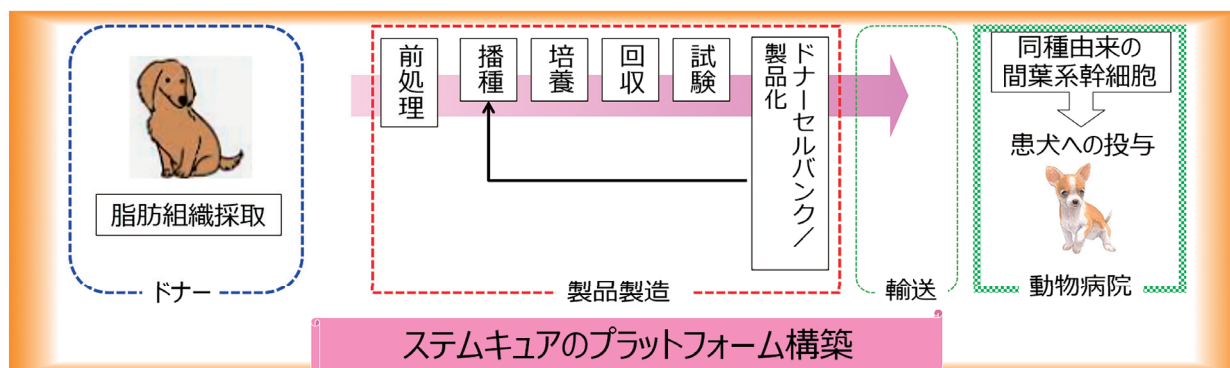 脂肪組織採取
ドナー
前処理
播種
培養
回収
試験
ドナーセルバンク／
製品化
製品製造
輸送
同種由来の
間葉系幹細胞
患犬への投与
動物病院
ステムキュアのプラットフォーム構築